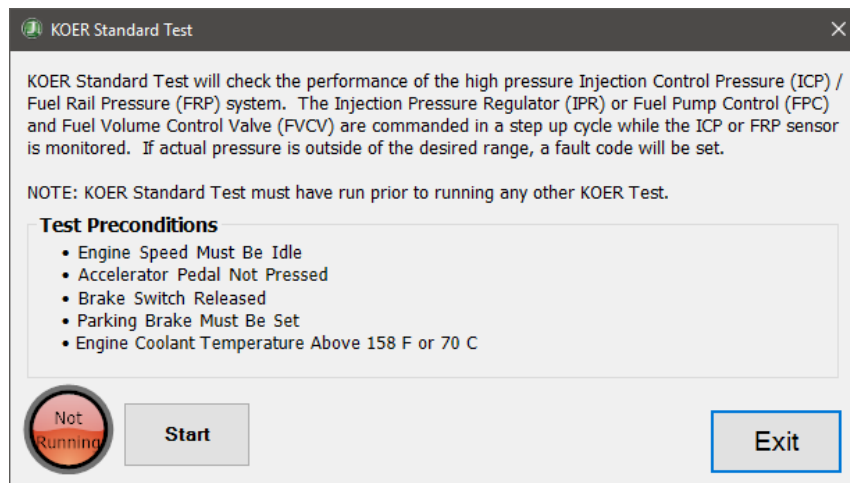 KOER Standard Test
KOER Standard Test will check the performance of the high pressure Injection Control Pressure (ICP) /
Fuel Rail Pressure (FRP) system. The Injection Pressure Regulator (IPR) or Fuel Pump Control (FPC)
and Fuel Volume Control Valve (FVCV) are commanded in a step up cycle while the ICP or FRP sensor
is monitored. If actual pressure is outside of the desired range, a fault code will be set.
NOTE: KOER Standard Test must have run prior to running any other KOER Test.
Test Preconditions
• Engine Speed Must Be Idle
• Accelerator Pedal Not Pressed
• Brake Switch Released
• Parking Brake Must Be Set
• Engine Coolant Temperature Above 158 F or 70 C
Not
Running
Start
Exit